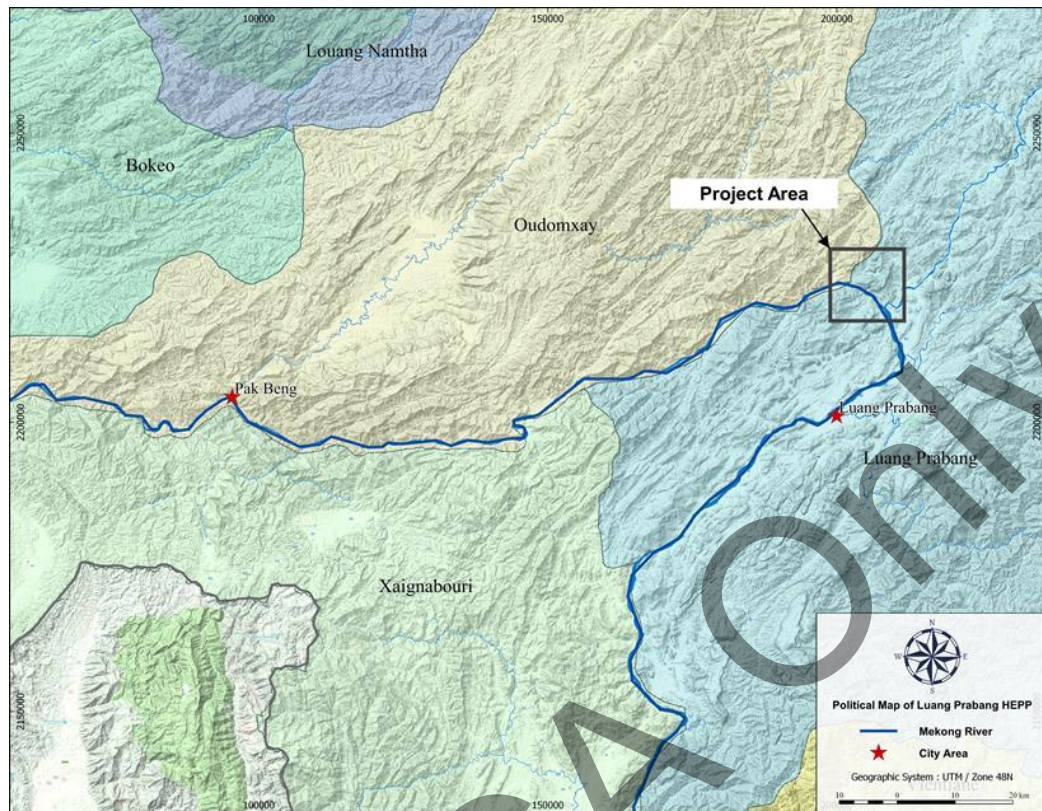 100000
150000
200000
Louang Namtha
2250000
2250000
Bokeo
Project Area
Oudomxay
Pak Beng
Luang Prabang
2200000
2200000
Luang Prabang
Xaignabouri
Only
N
W
E
S
Political Map of Luang Prabang HEPP
Mekong River
City Area
2150000
Geographic System : UTM / Zone 48N
Vientiane
100000
150000
10
0
10
20 km